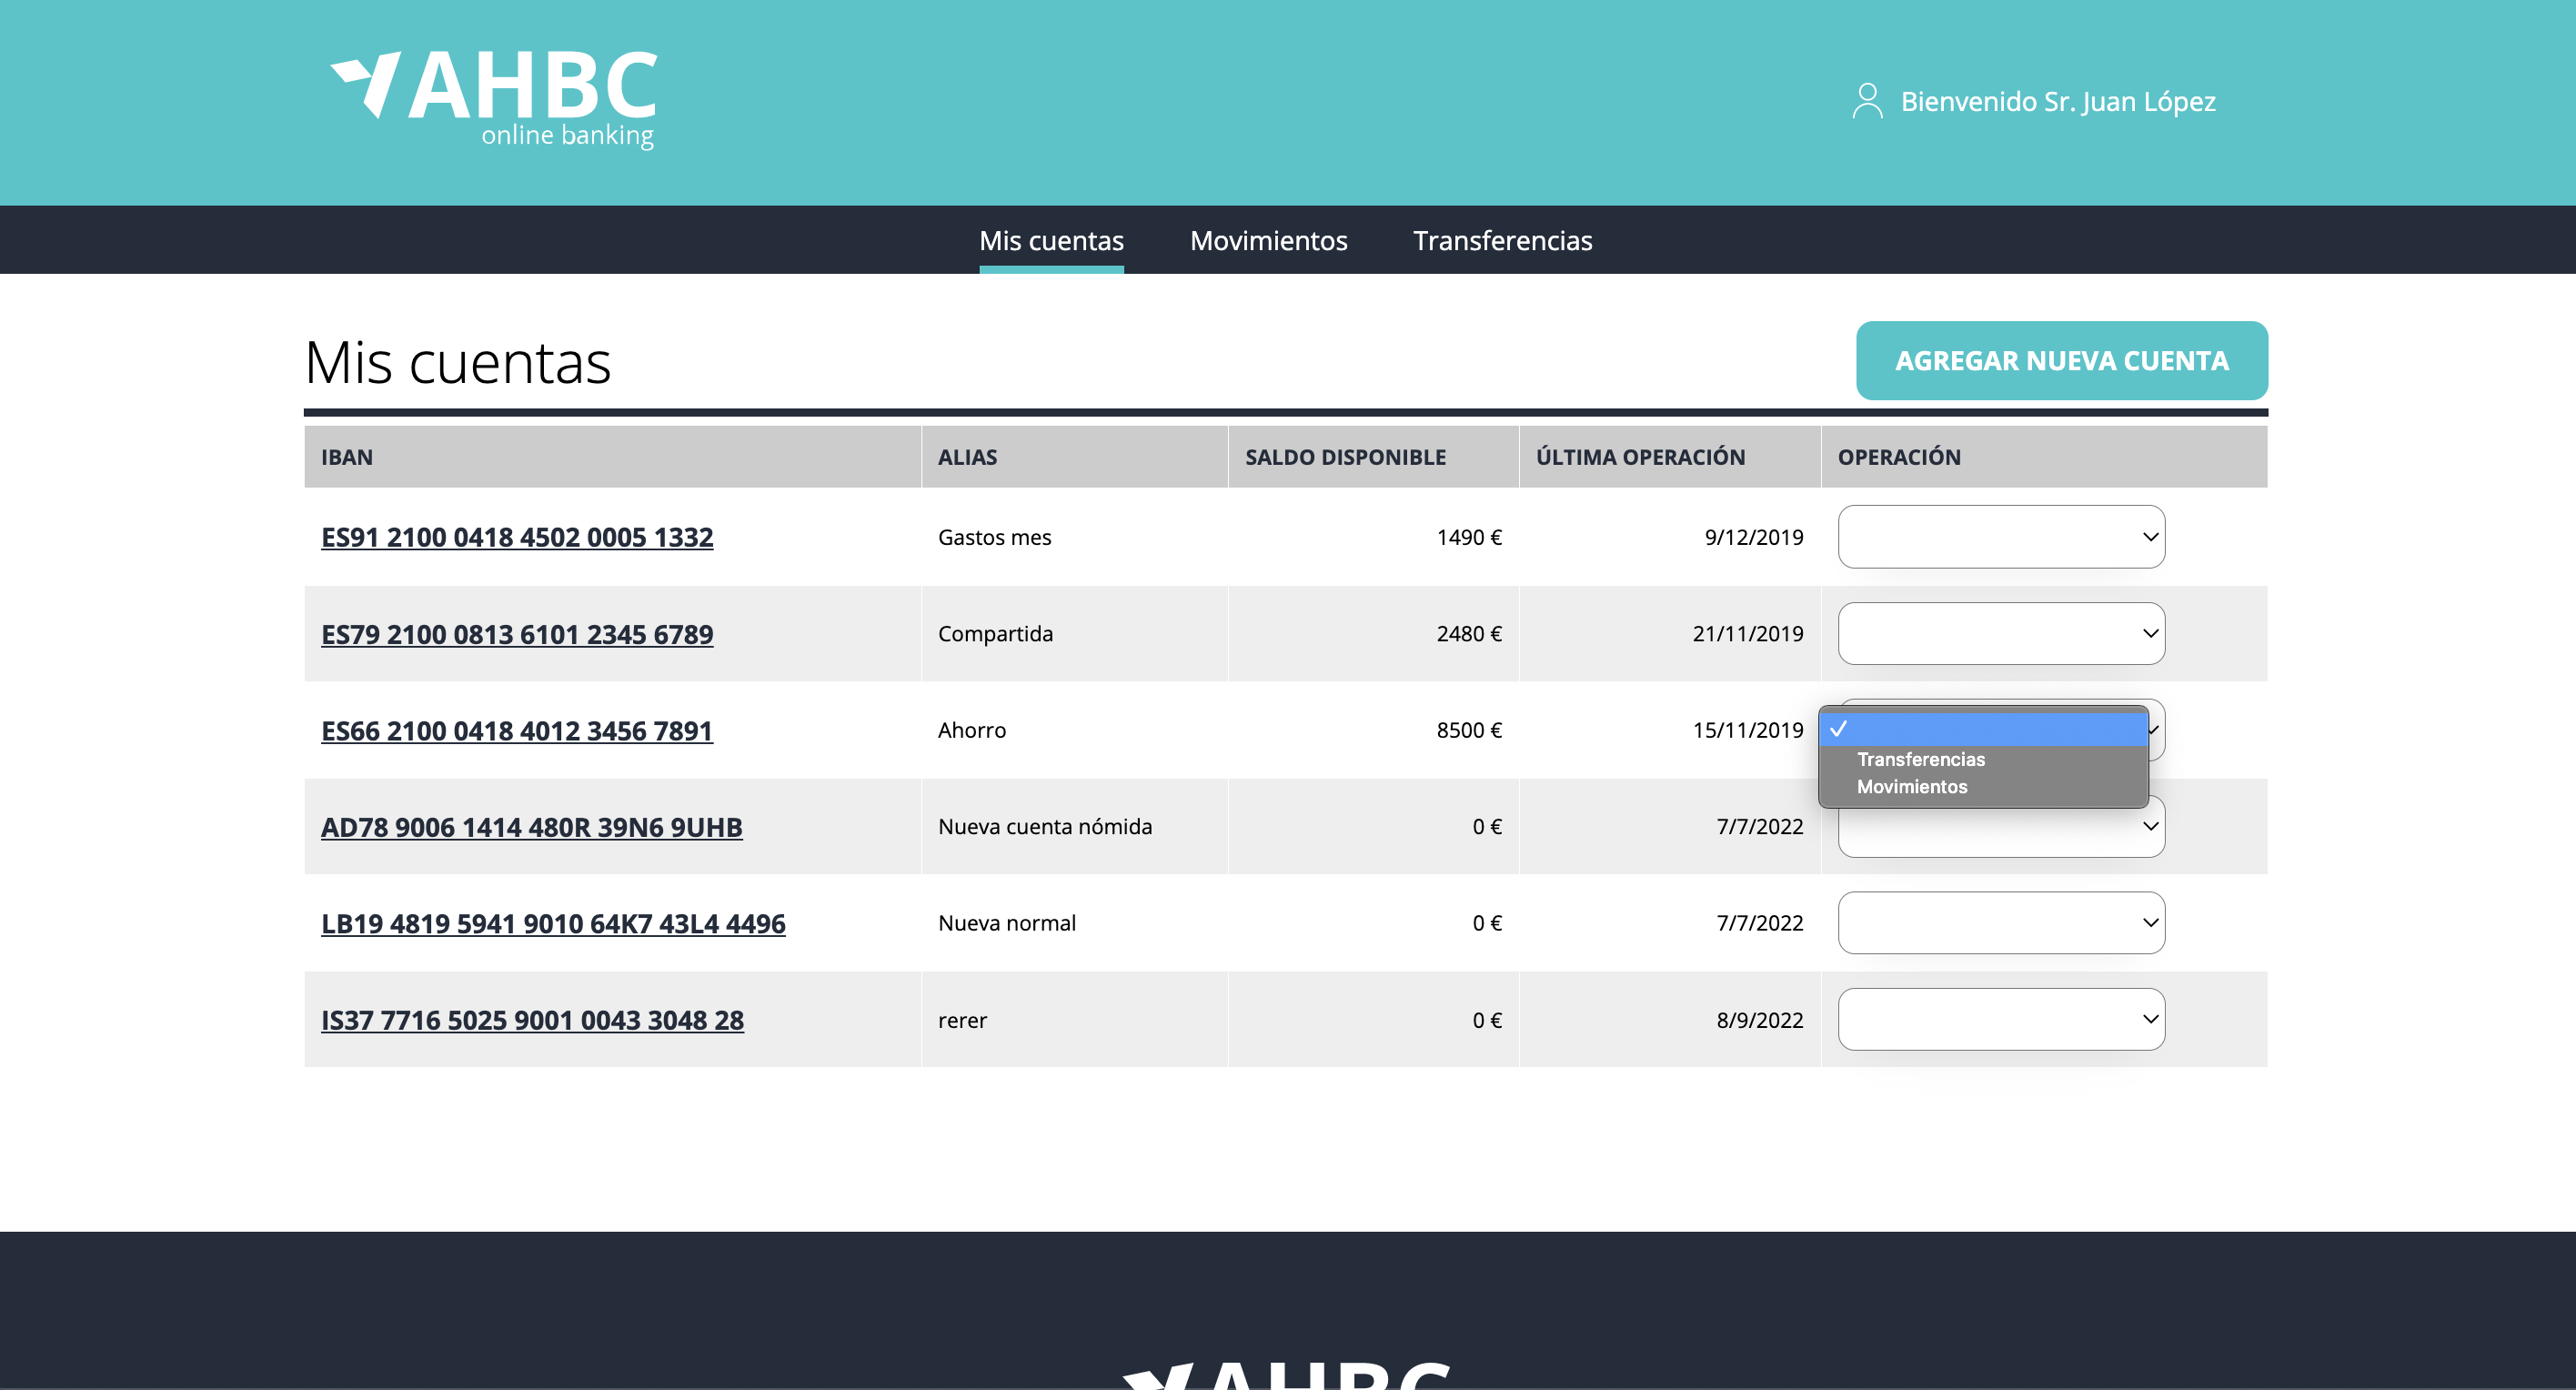 AHBC
online banking
Bienvenido Sr. Juan López
Mis cuentas Movimientos Transferencias
Mis cuentas
AGREGAR NUEVA CUENTA
IBAN ALIAS SALDO DISPONIBLE ÚLTIMA OPERACIÓN OPERACIÓN
ES91 2100 0418 4502 0005 1332 Gastos mes 1490 € 9/12/2019
ES79 2100 0813 6101 2345 6789 Compartida 2480 € 21/11/2019
ES66 2100 0418 4012 3456 7891 Ahorro 8500 € 15/11/2019
Transferencias
Movimientos
AD78 9006 1414 480R 39N6 9UHB Nueva cuenta nómida 0 € 7/7/2022
LB19 4819 5941 9010 64K7 43L4 4496 Nueva normal 0 € 7/7/2022
IS37 7716 5025 9001 0043 3048 28 rerer 0 € 8/9/2022
AHBC